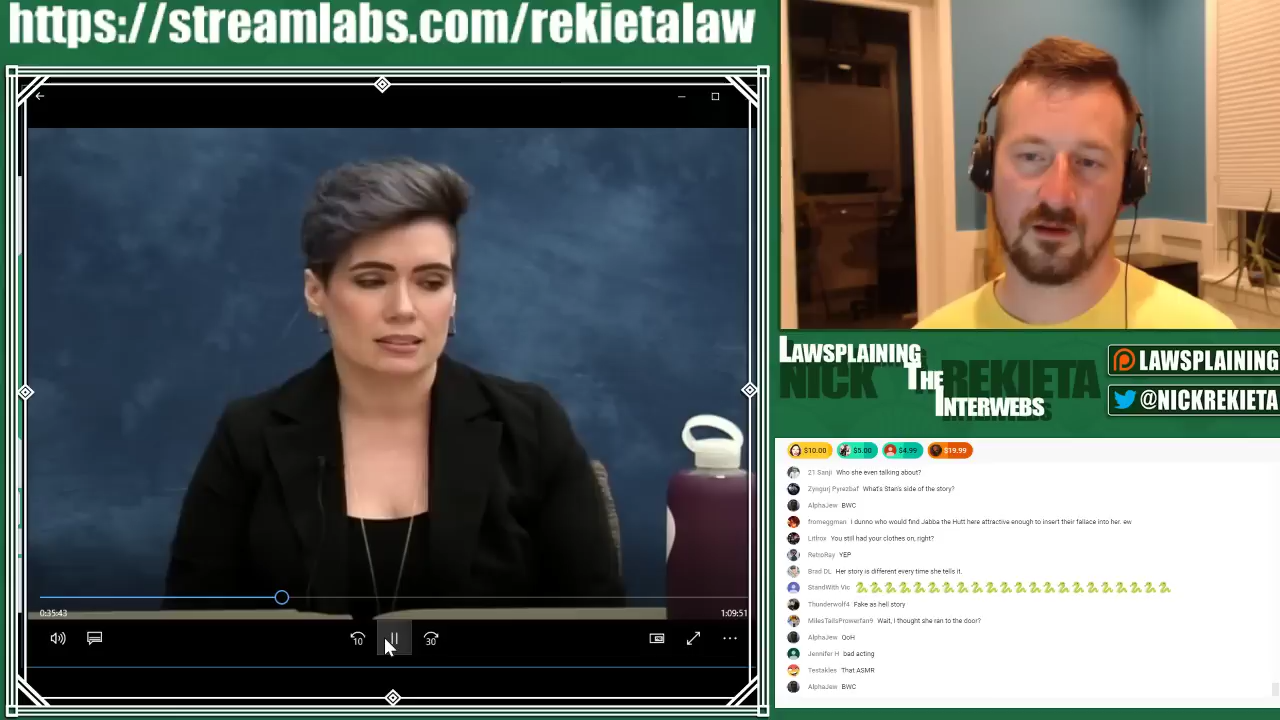 https://streamlabs.com/rekietalaw
0:35:43
1:09:51
10
30
LAWSPLAINING
THE
INTERWEBS
NICK REKIETA
LAWSPLAINING
@NICKREKIETA
$10.00 $5.00 $4.99 $19.99
21 Sanji Who she even talking about?
Zyngurj Pyrezbaf What's Stan's side of the story?
AlphaJew BWC
fromeggman I dunno who would find Jabba the Hutt here attractive enough to insert their fallace into her. ew
Litfrox You still had your clothes on, right?
RetroRay YEP
Brad DL Her story is different every time she tells it.
StandWith Vic
Thunderwolf4 Fake as hell story
MilesTailsProwerfan9 Wait, I thought she ran to the door?
AlphaJew QoH
Jennifer H bad acting
Testakles That ASMR
AlphaJew BWC